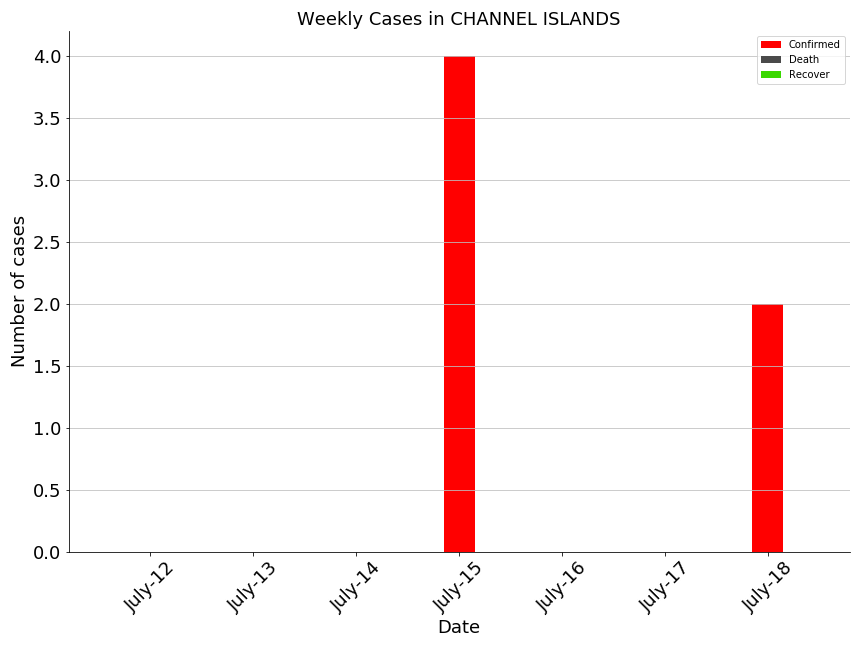 Weekly Cases in CHANNEL ISLANDS
Confirmed
Death
Recover
Number of cases
4.0
3.5
3.0
2.5
2.0
1.5
1.0
0.5
0.0
July-12
July-13
July-14
July-15
July-16
July-17
July-18
Date